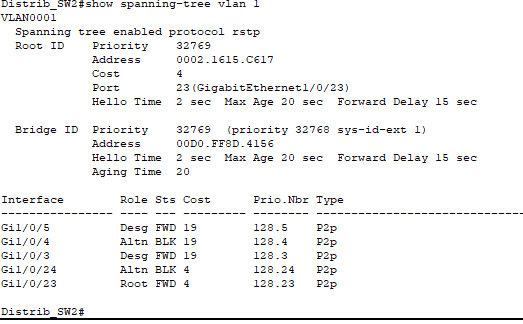 Distrib_SW2#show spanning-tree vlan 1
VLAN0001
  Spanning tree enabled protocol rstp
  Root ID    Priority    32769
             Address     0002.1615.C617
             Cost        4
             Port        23(GigabitEthernet1/0/23)
             Hello Time  2 sec  Max Age 20 sec  Forward Delay 15 sec

  Bridge ID  Priority    32769  (priority 32768 sys-id-ext 1)
             Address     00D0.FF8D.4156
             Hello Time  2 sec  Max Age 20 sec  Forward Delay 15 sec
             Aging Time  20

Interface        Role Sts Cost      Prio.Nbr Type
---------------- ---- --- --------- -------- --------------------------------
Gi1/0/5          Desg FWD 19        128.5    P2p
Gi1/0/4          Altn BLK 19        128.4    P2p
Gi1/0/3          Desg FWD 19        128.3    P2p
Gi1/0/24         Altn BLK 4         128.24   P2p
Gi1/0/23         Root FWD 4         128.23   P2p

Distrib_SW2#